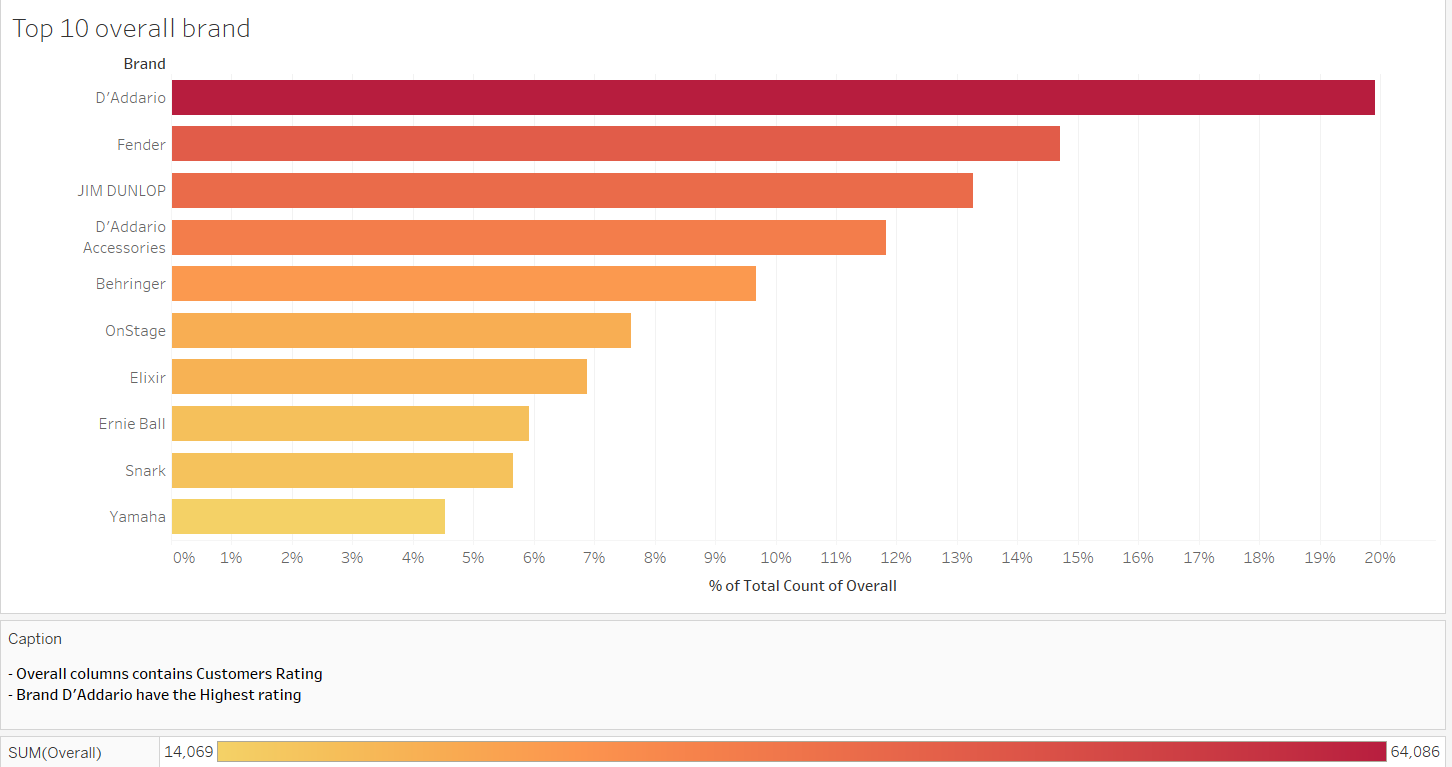 Top 10 overall brand
Brand
D'Addario
Fender
JIM DUNLOP
D'Addario
Accessories
Behringer
OnStage
Elixir
Ernie Ball
Snark
Yamaha
0% 1% 2% 3% 4% 5% 6% 7% 8% 9% 10% 11% 12% 13% 14% 15% 16% 17% 18% 19% 20%
% of Total Count of Overall
Caption
- Overall columns contains Customers Rating
- Brand D'Addario have the Highest rating
SUM(Overall) 14,069 64,086